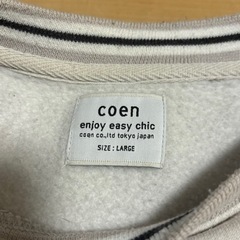 coen
enjoy easy chic
coen co.,ltd tokyo japan
SIZE : LARGE